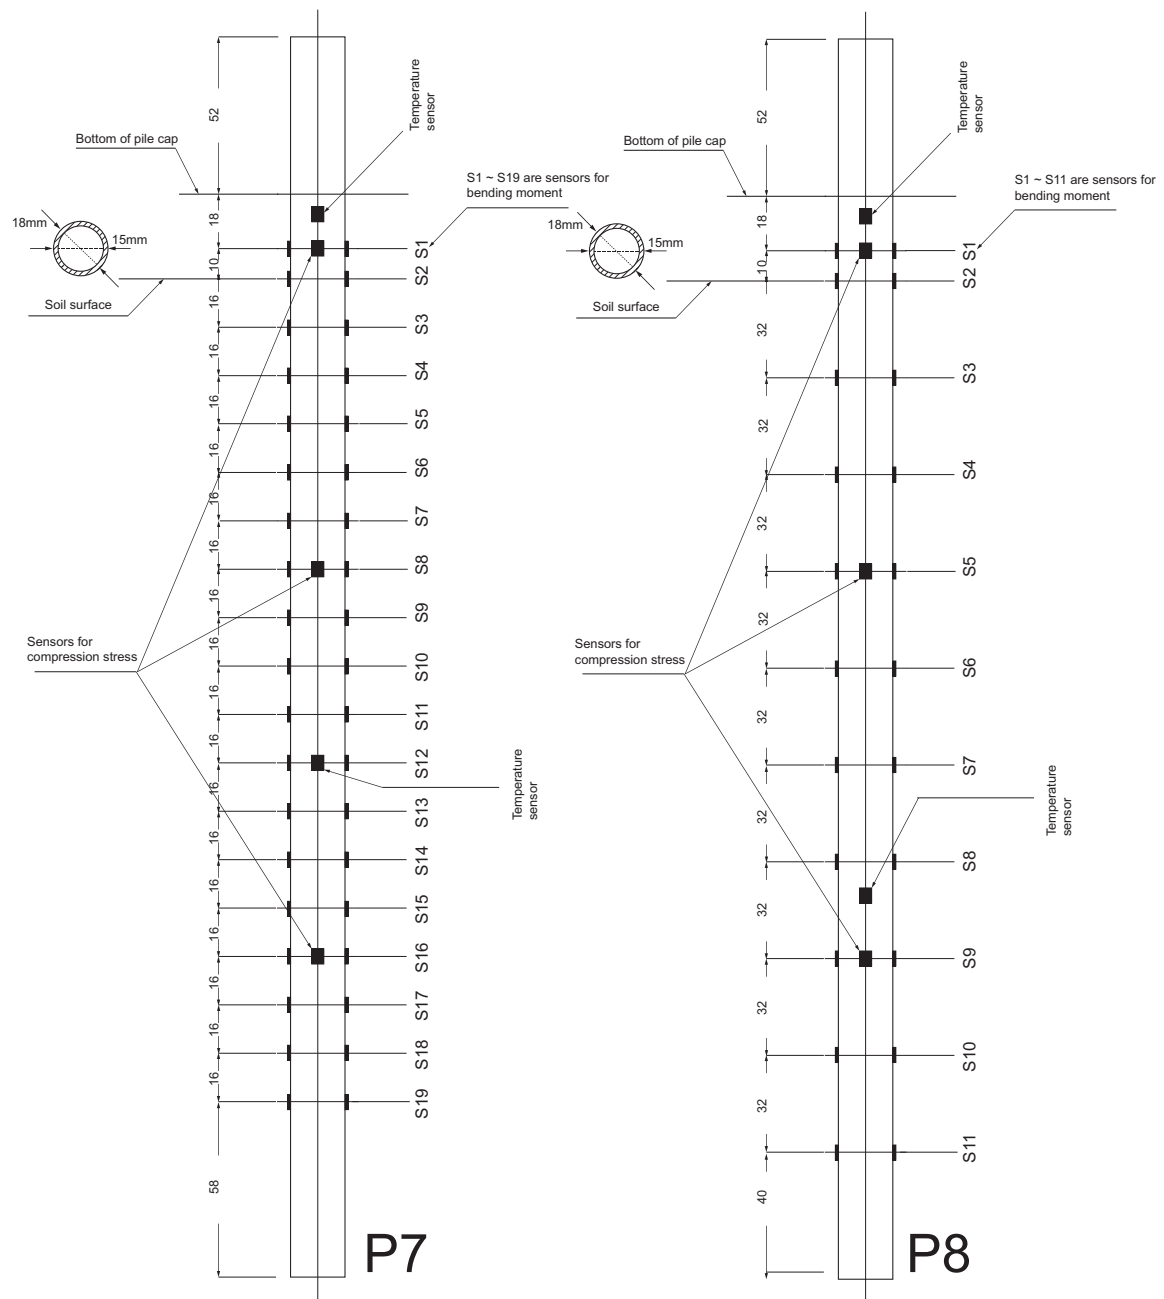 52
Temperature
sensor
Bottom of pile cap
S1 ~ S19 are sensors for
bending moment
18
18mm
15mm
S1
10
S2
Soil surface
16
S3
16
S4
16
S5
16
S6
16
S7
16
S8
16
S9
Sensors for
compression stress
16
S10
16
S11
16
S12
Temperature
sensor
16
S13
16
S14
16
S15
16
S16
16
S17
16
S18
16
S19
58
P7
52
Temperature
sensor
Bottom of pile cap
S1 ~ S11 are sensors for
bending moment
18
18mm
15mm
S1
10
S2
Soil surface
32
S3
32
S4
32
S5
32
Sensors for
compression stress
S6
32
S7
32
Temperature
sensor
S8
32
S9
32
S10
32
S11
40
P8